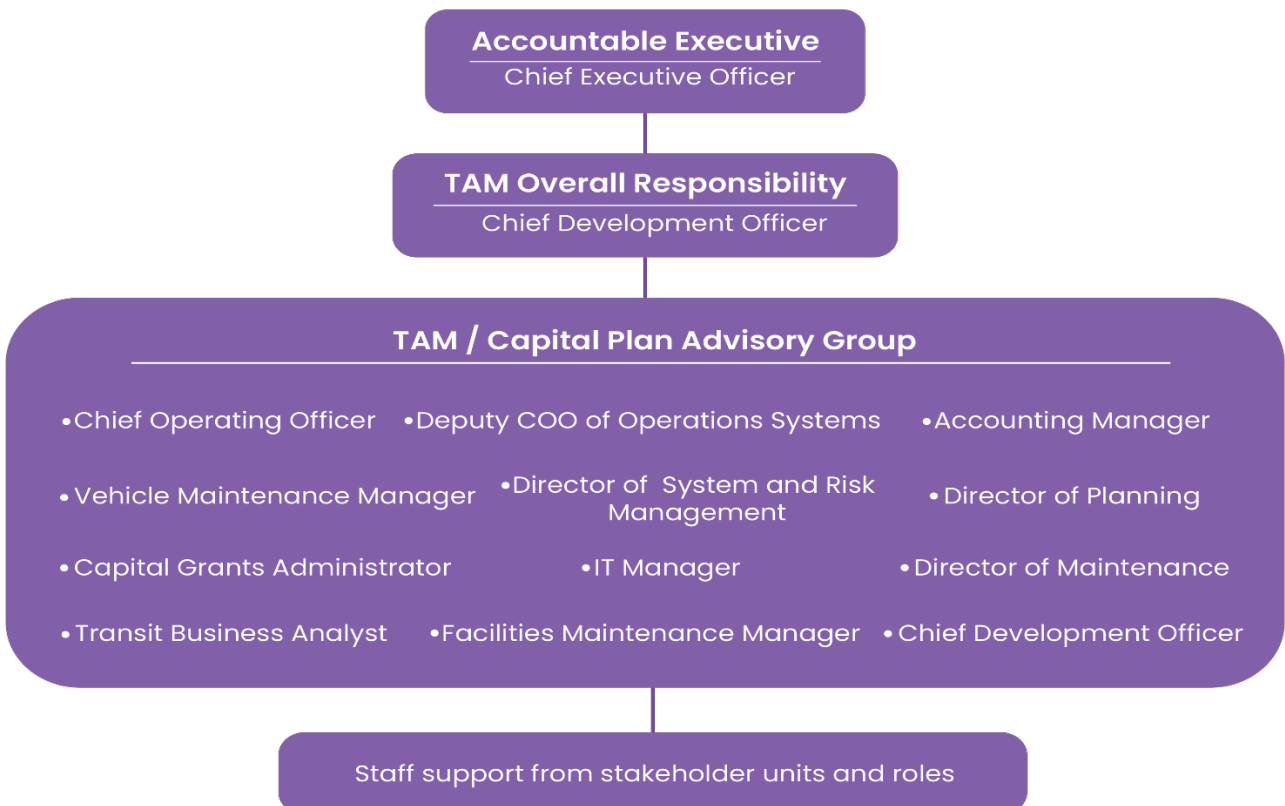 Accountable Executive
Chief Executive Officer
TAM Overall Responsibility
Chief Development Officer
TAM / Capital Plan Advisory Group
•Chief Operating Officer •Deputy COO of Operations Systems •Accounting Manager
•Vehicle Maintenance Manager •Director of System and Risk Management •Director of Planning
•Capital Grants Administrator •IT Manager •Director of Maintenance
•Transit Business Analyst •Facilities Maintenance Manager •Chief Development Officer
Staff support from stakeholder units and roles